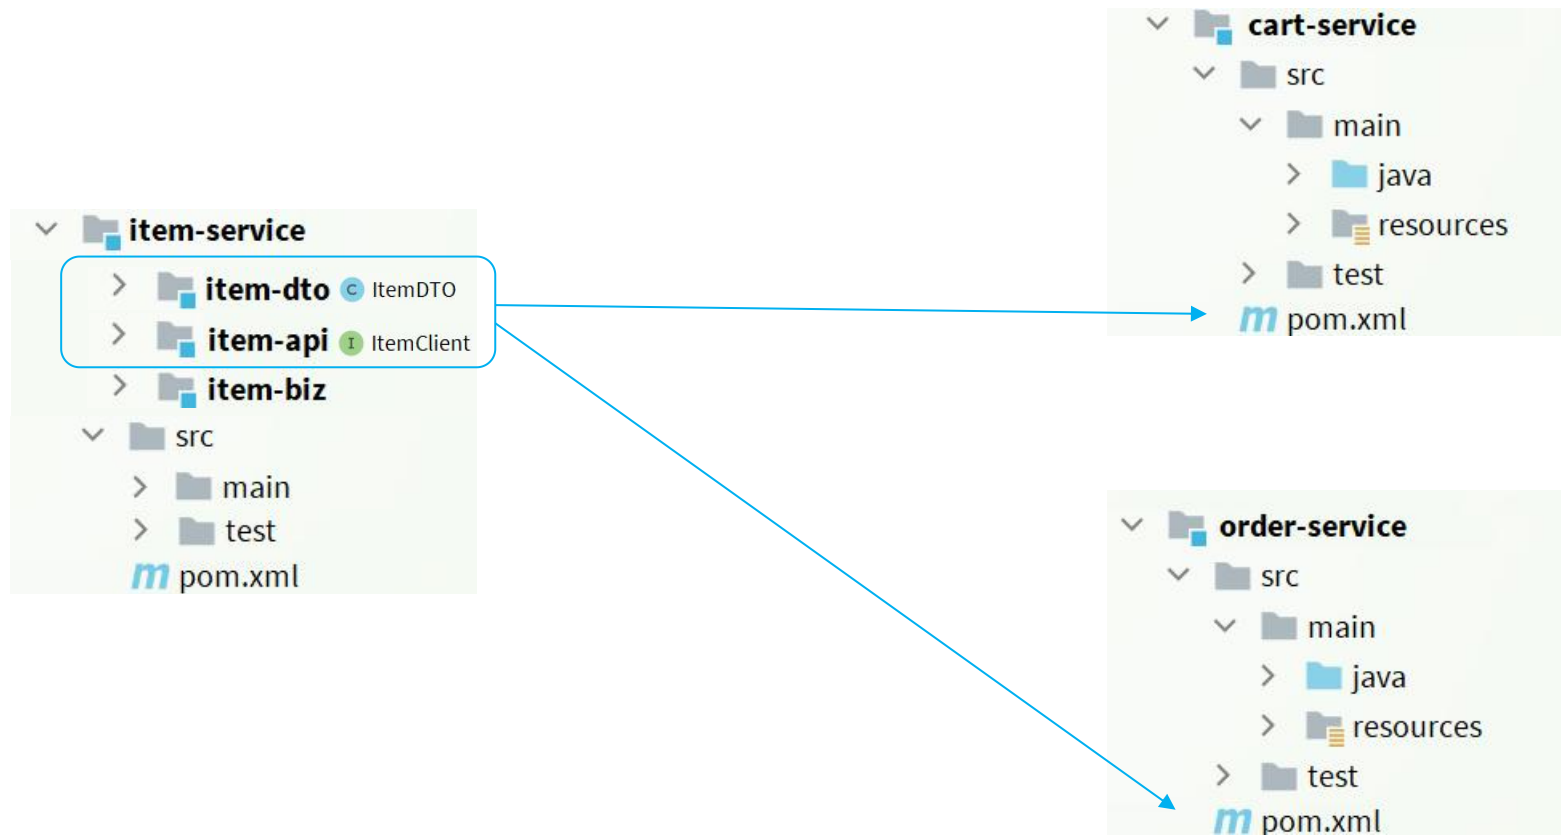 item-service
item-dto C ItemDTO
item-api I ItemClient
item-biz
src
main
test
m pom.xml
cart-service
src
main
java
resources
test
m pom.xml
order-service
src
main
java
resources
test
m pom.xml